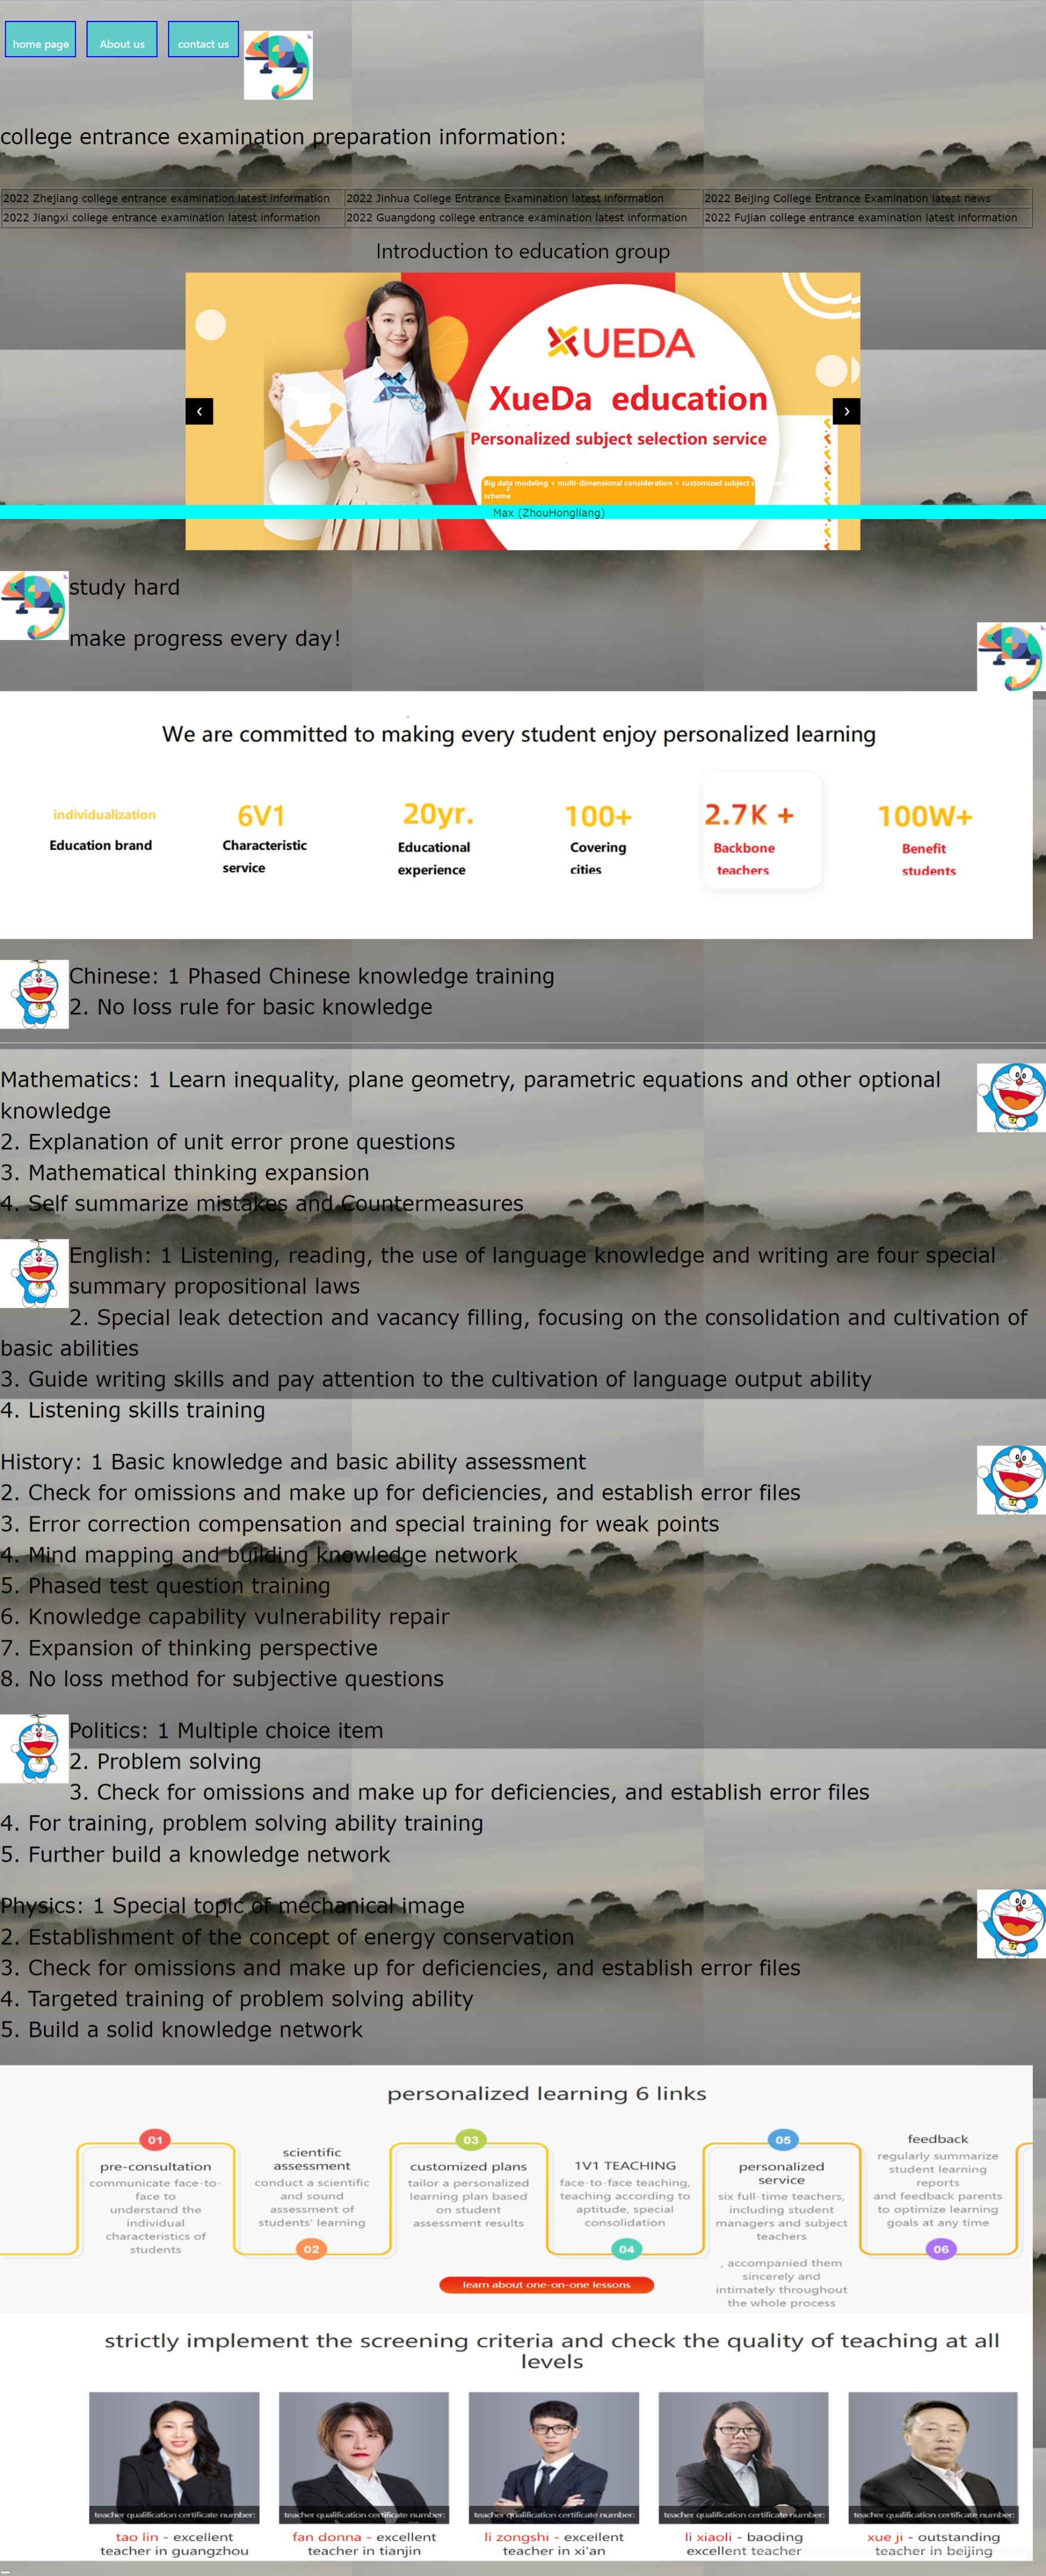 home page
About us
contact us
college entrance examination preparation information:
2022 Zhejiang college entrance examination latest information
2022 Jinhua College Entrance Examination latest information
2022 Beijing College Entrance Examination latest news
2022 Jiangxi college entrance examination latest information
2022 Guangdong college entrance examination latest information
2022 Fujian college entrance examination latest information
Introduction to education group
XUEDA
XueDa education
Personalized subject selection service
Big data modeling + multi-dimensional consideration + customized subject s
scheme
Max (ZhouHongliang)
study hard
make progress every day!
We are committed to making every student enjoy personalized learning
individualization
Education brand
6V1
Characteristic
service
20yr.
Educational
experience
100+
Covering
cities
2.7K +
Backbone
teachers
100W+
Benefit
students
Chinese: 1 Phased Chinese knowledge training
2. No loss rule for basic knowledge
Mathematics: 1 Learn inequality, plane geometry, parametric equations and other optional
knowledge
2. Explanation of unit error prone questions
3. Mathematical thinking expansion
4. Self summarize mistakes and Countermeasures
English: 1 Listening, reading, the use of language knowledge and writing are four special
summary propositional laws
2. Special leak detection and vacancy filling, focusing on the consolidation and cultivation of
basic abilities
3. Guide writing skills and pay attention to the cultivation of language output ability
4. Listening skills training
History: 1 Basic knowledge and basic ability assessment
2. Check for omissions and make up for deficiencies, and establish error files
3. Error correction compensation and special training for weak points
4. Mind mapping and building knowledge network
5. Phased test question training
6. Knowledge capability vulnerability repair
7. Expansion of thinking perspective
8. No loss method for subjective questions
Politics: 1 Multiple choice item
2. Problem solving
3. Check for omissions and make up for deficiencies, and establish error files
4. For training, problem solving ability training
5. Further build a knowledge network
Physics: 1 Special topic of mechanical image
2. Establishment of the concept of energy conservation
3. Check for omissions and make up for deficiencies, and establish error files
4. Targeted training of problem solving ability
5. Build a solid knowledge network
personalized learning 6 links
01
pre-consultation
communicate face-to-
face to
understand the
individual
characteristics of
students
scientific
assessment
conduct a scientific
and sound
assessment of
students' learning
02
03
customized plans
tailor a personalized
learning plan based
on student
assessment results
1V1 TEACHING
face-to-face teaching,
teaching according to
aptitude, special
consolidation
04
05
personalized
service
six full-time teachers,
including student
managers and subject
teachers
, accompanied them
sincerely and
intimately throughout
the whole process
feedback
regularly summarize
student learning
reports
and feedback parents
to optimize learning
goals at any time
06
learn about one-on-one lessons
strictly implement the screening criteria and check the quality of teaching at all
levels
teacher qualification certificate number:
teacher qualification certificate number:
teacher qualification certificate number:
teacher qualification certificate number:
teacher qualification certificate number:
tao lin - excellent
teacher in guangzhou
fan donna - excellent
teacher in tianjin
li zongshi - excellent
teacher in xi'an
li xiaoli - baoding
excellent teacher
xue ji - outstanding
teacher in beijing